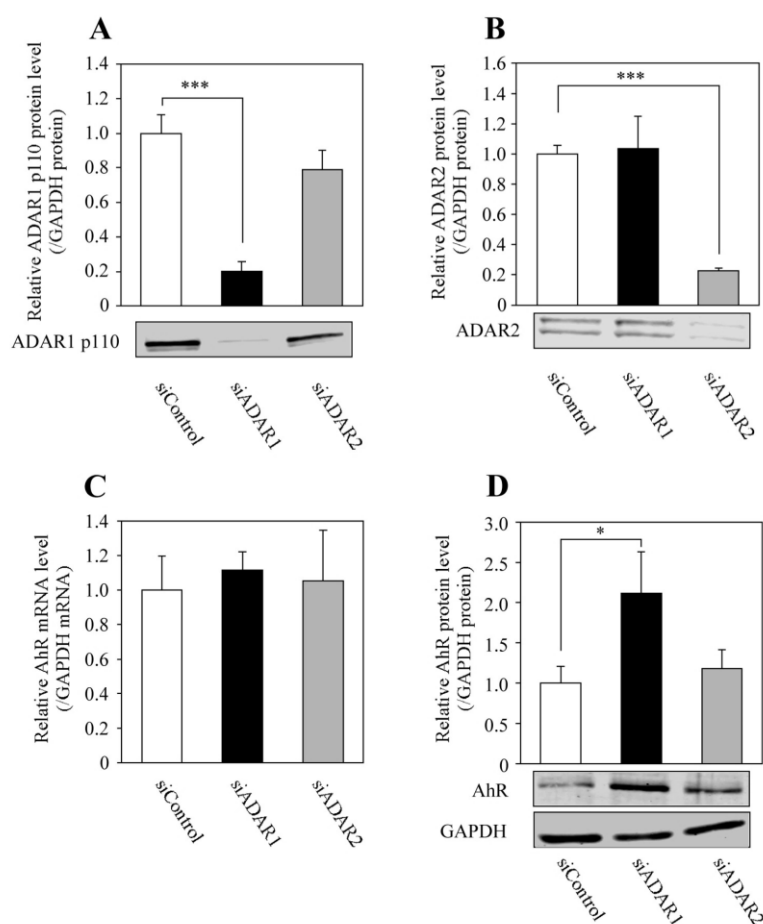 A
Relative ADAR1 p110 protein level
(/GAPDH protein)
1.4
1.2
1.0
0.8
0.6
0.4
0.2
0
***
ADAR1 p110
siControl
siADAR1
siADAR2
B
Relative ADAR2 protein level
(/GAPDH protein)
1.6
1.4
1.2
1.0
0.8
0.6
0.4
0.2
0
***
ADAR2
siControl
siADAR1
siADAR2
C
Relative AhR mRNA level
(/GAPDH mRNA)
1.4
1.2
1.0
0.8
0.6
0.4
0.2
0
siControl
siADAR1
siADAR2
D
Relative AhR protein level
(/GAPDH protein)
3.0
2.5
2.0
1.5
1.0
0.5
0
*
AhR
GAPDH
siControl
siADAR1
siADAR2